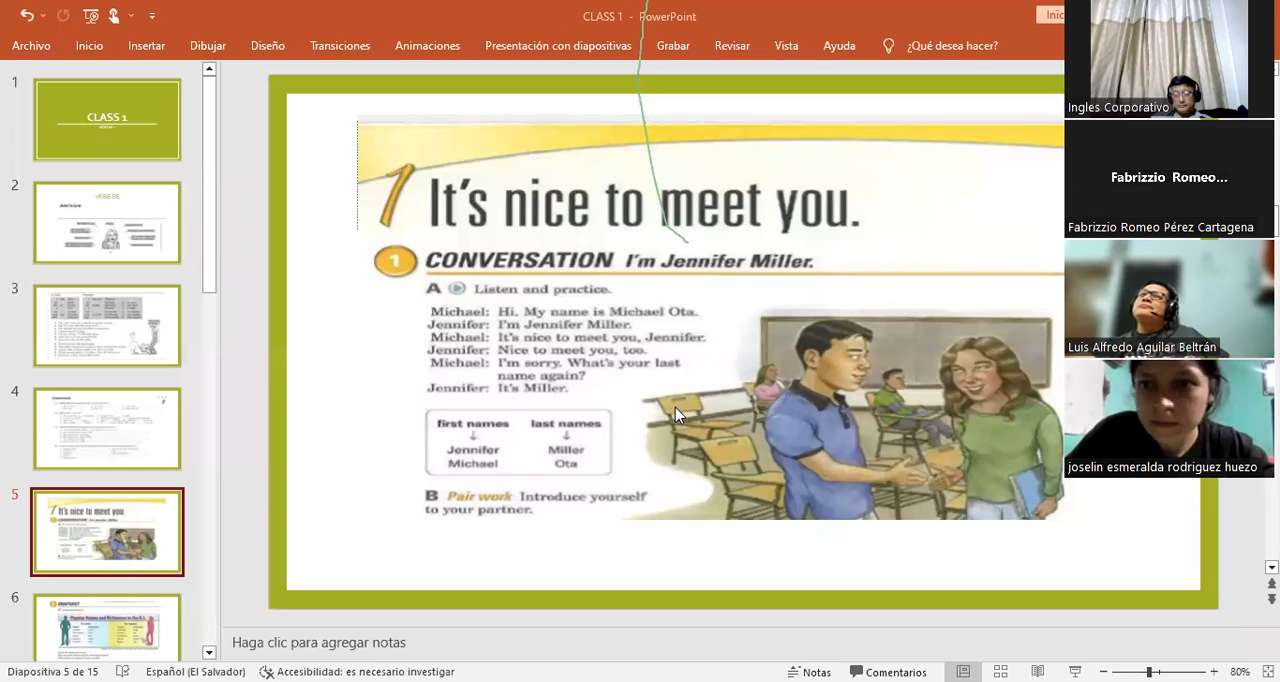 CLASS 1 - PowerPoint
Inic
Archivo Inicio Insertar Dibujar Diseño Transiciones Animaciones Presentación con diapositivas Grabar Revisar Vista Ayuda ¿Qué desea hacer?
1
CLASS 1
2
3
4
5
1 It's nice to meet you.
6
SNAPSHOT
1 It's nice to meet you.
1 CONVERSATION I'm Jennifer Miller.
A Listen and practice.
Michael: Hi. My name is Michael Ota.
Jennifer: I'm Jennifer Miller.
Michael: It's nice to meet you, Jennifer.
Jennifer: Nice to meet you, too.
Michael: I'm sorry. What's your last
name again?
Jennifer: It's Miller.
first names last names
Jennifer Miller
Michael Ota
B Pair work Introduce yourself
to your partner.
Ingles Corporativo
Fabrizzio Romeo...
Fabrizzio Romeo Pérez Cartagena
Luis Alfredo Aguilar Beltrán
joselin esmeralda rodriguez huezo
Haga clic para agregar notas
Diapositiva 5 de 15 Español (El Salvador) Accesibilidad: es necesario investigar Notas Comentarios 80%